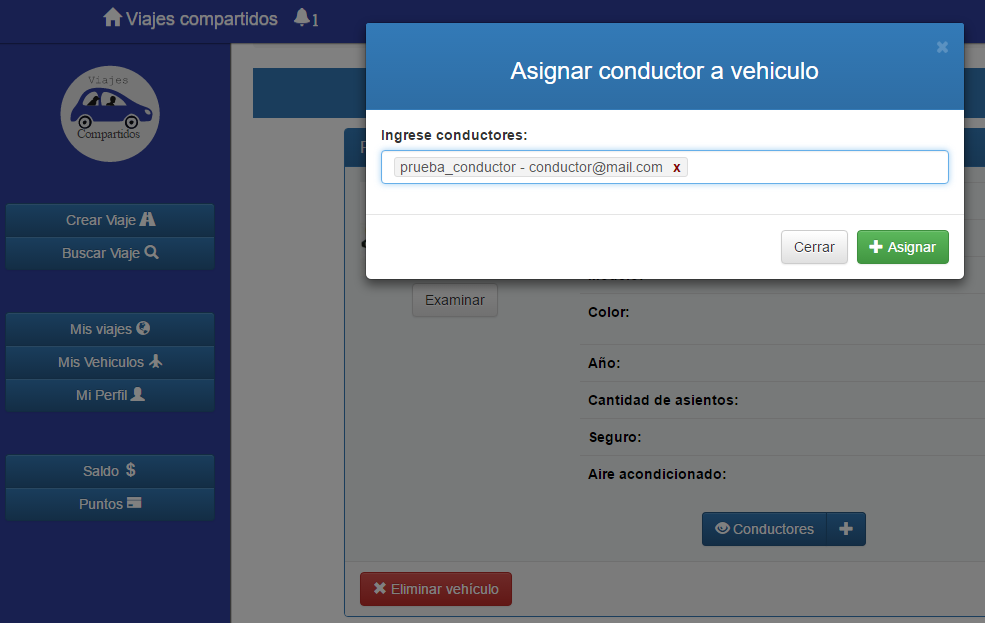 Viajes compartidos 1
Viajes
Compartidos
Crear Viaje
Buscar Viaje
Mis viajes
Mis Vehiculos
Mi Perfil
Saldo $
Puntos
Asignar conductor a vehiculo
×
Ingrese conductores:
prueba_conductor - conductor@mail.com x
Cerrar
Asignar
Examinar
Color:
Año:
Cantidad de asientos:
Seguro:
Aire acondicionado:
Conductores
Eliminar vehículo